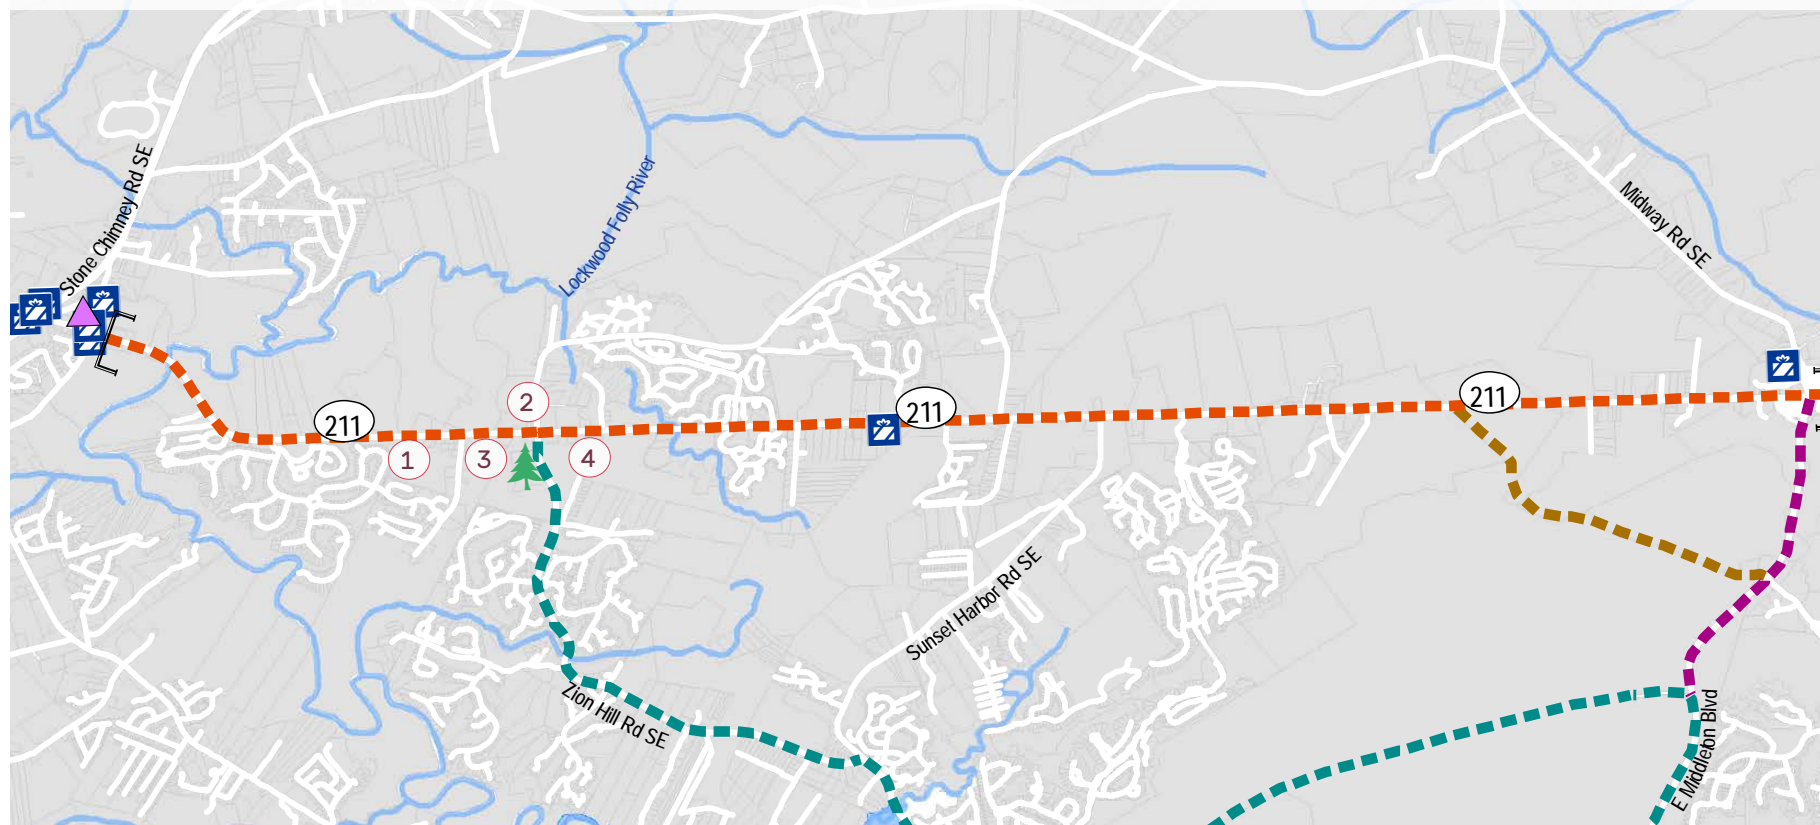 Stone Chimney Rd SE
Lockwood Folly River
Midway Rd SE
211
211
211
2
1
3
4
Sunset Harbor Rd SE
Zion Hill Rd SE
E Middleton Blvd